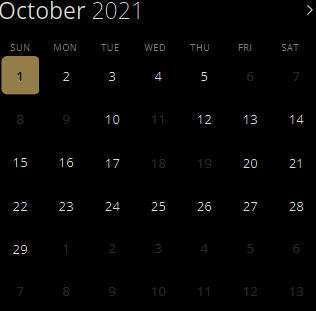 October 2021
SUN MON TUE WED THU FRI SAT
1 2 3 4 5 6 7
8 9 10 11 12 13 14
15 16 17 18 19 20 21
22 23 24 25 26 27 28
29 1 2 3 4 5 6
7 8 9 10 11 12 13